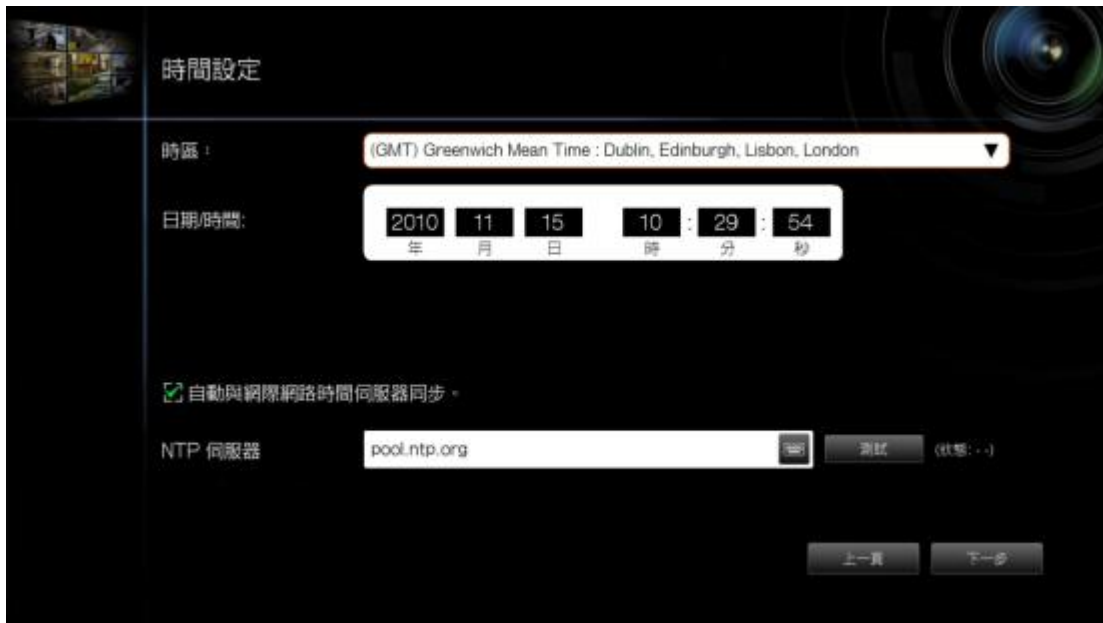 時間設定
時區：
(GMT) Greenwich Mean Time : Dublin, Edinburgh, Lisbon, London
日期/時間:
2010 11 15 10 : 29 : 54
年 月 日 時 分 秒
自動與網際網路時間伺服器同步。
NTP 伺服器
pool.ntp.org
測試
(狀態: --)
上一頁
下一步